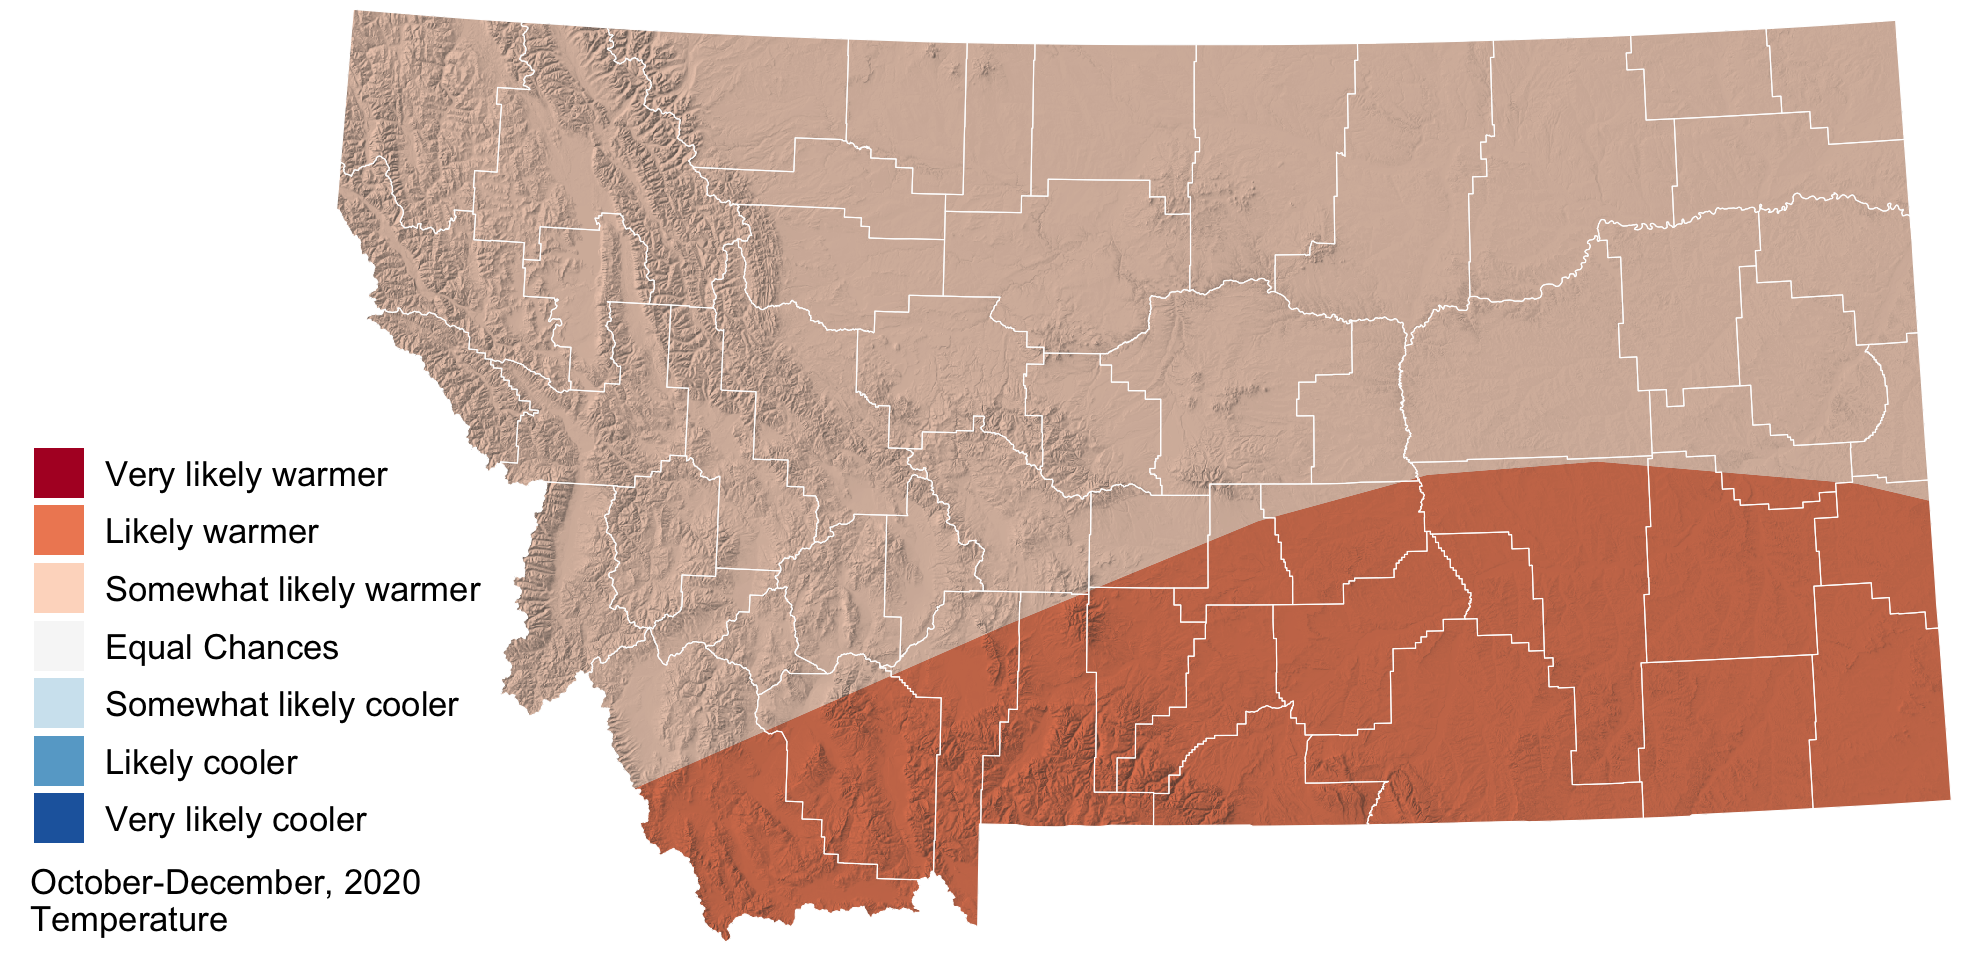 Very likely warmer
Likely warmer
Somewhat likely warmer
Equal Chances
Somewhat likely cooler
Likely cooler
Very likely cooler
October-December, 2020
Temperature